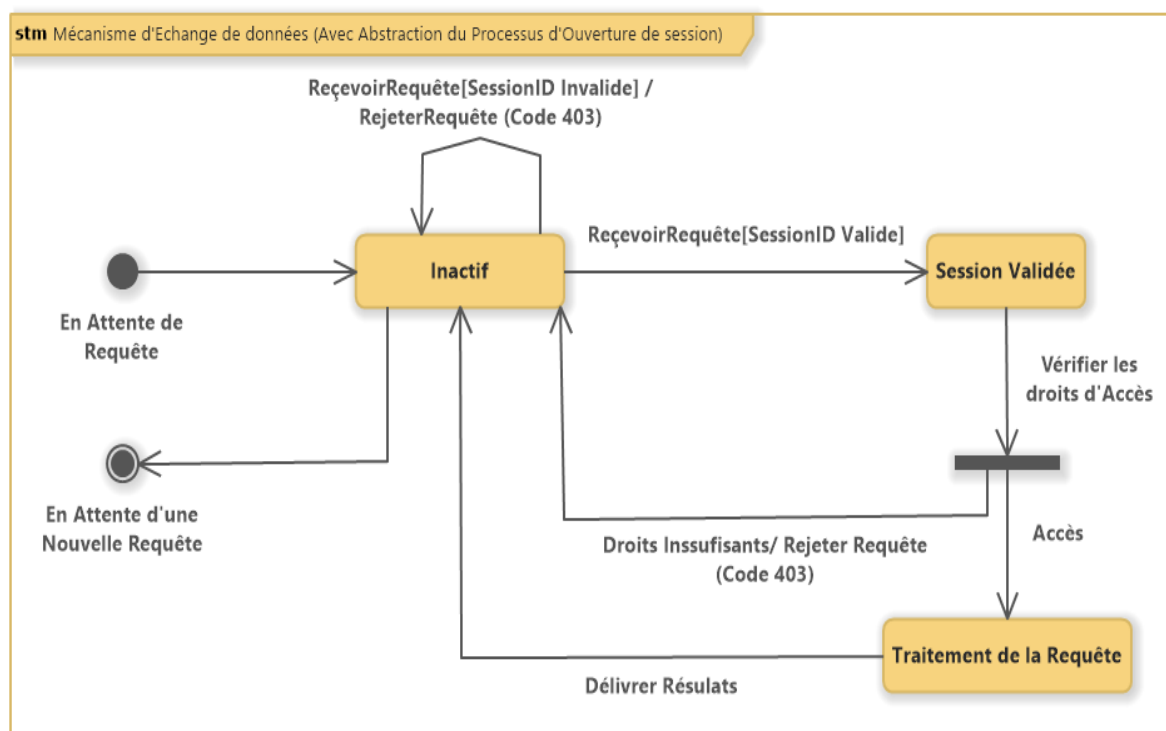 stm Mécanisme d'Echange de données (Avec Abstraction du Processus d'Ouverture de session)
ReçevoirRequête[SessionID Invalide] /
RejeterRequête (Code 403)
ReçevoirRequête[SessionID Valide]
Inactif
Session Validée
En Attente de
Requête
Vérifier les
droits d'Accès
En Attente d'une
Nouvelle Requête
Droits Inssufisants/ Rejeter Requête
(Code 403)
Accès
Traitement de la Requête
Délivrer Résulats